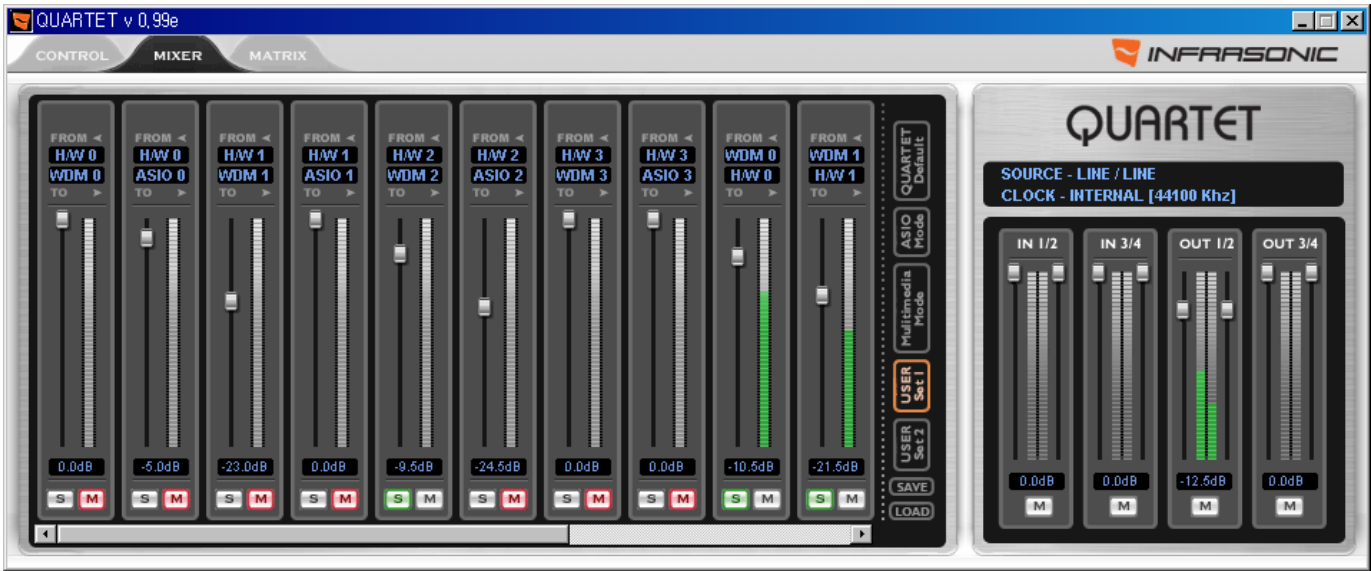 QUARTET v 0,99e
CONTROL MIXER MATRIX
INFRASONIC
FROM FROM FROM FROM FROM FROM FROM FROM FROM FROM
H/W 0 H/W 0 H/W 1 H/W 1 H/W 2 H/W 2 H/W 3 H/W 3 WDM 0 WDM 1
WDM 0 ASIO 0 WDM 1 ASIO 1 WDM 2 ASIO 2 WDM 3 ASIO 3 H/W 0 H/W 1
TO TO TO TO TO TO TO TO TO TO
0.0dB -5.0dB -23.0dB 0.0dB -9.5dB -24.5dB 0.0dB 0.0dB -10.5dB -21.5dB
S M S M S M S M S M S M S M S M S M S M
QUARTET
Default
ASIO
Mode
Mulitimedia
Mode
USER
Set 1
USER
Set 2
SAVE
LOAD
QUARTET
SOURCE - LINE / LINE
CLOCK - INTERNAL [44100 Khz]
IN 1/2 IN 3/4 OUT 1/2 OUT 3/4
0.0dB 0.0dB -12.5dB 0.0dB
M M M M